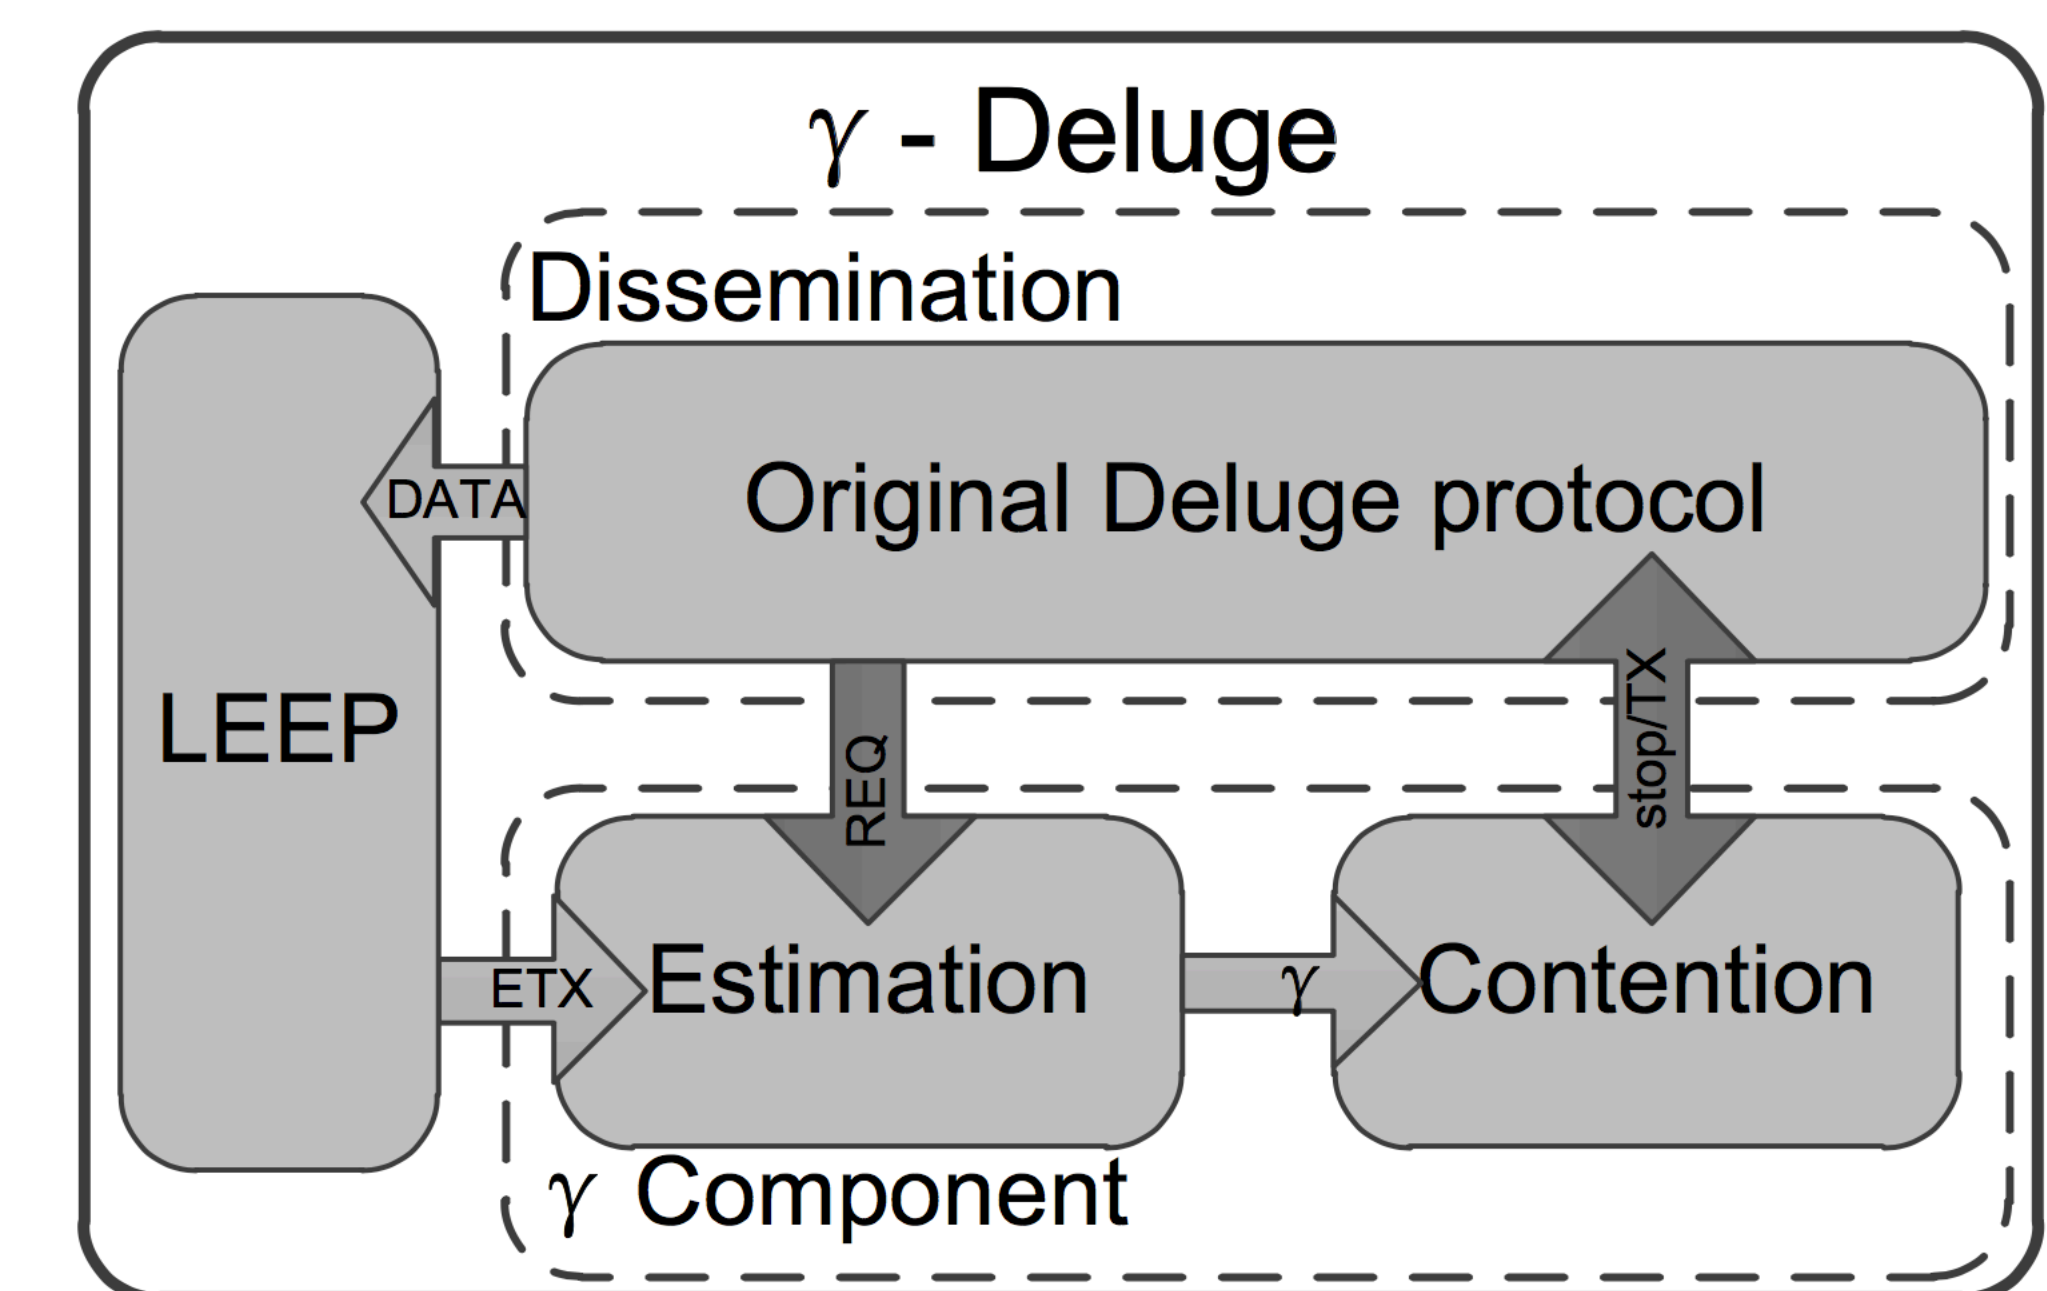 γ - Deluge
Dissemination
Original Deluge protocol
DATA
LEEP
REQ
stop/TX
ETX
Estimation
γ
Contention
γ Component